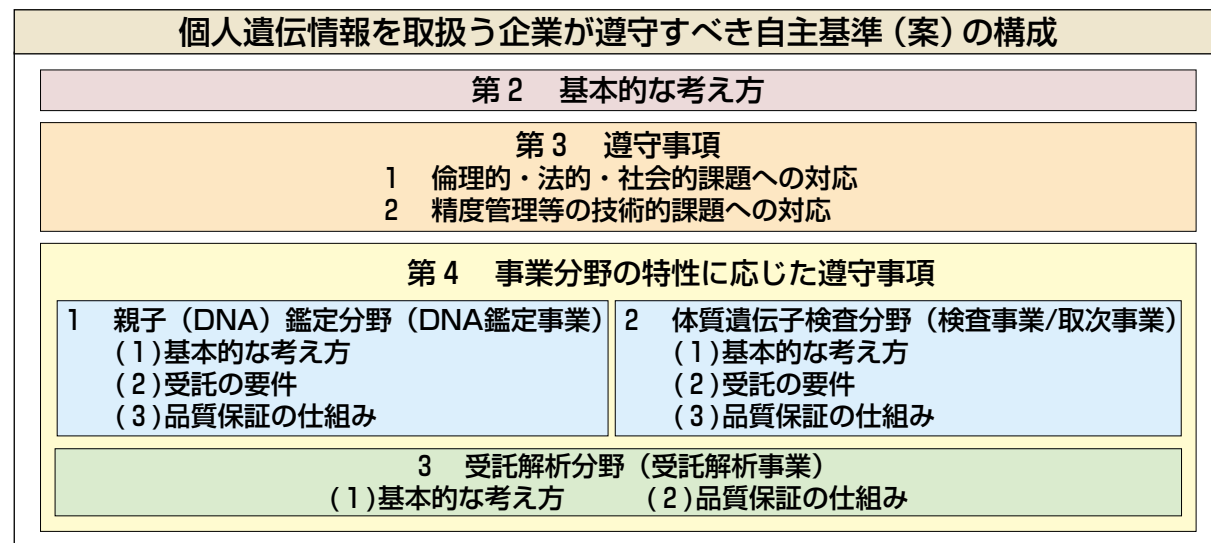 個人遺伝情報を取扱う企業が遵守すべき自主基準（案）の構成
第2　基本的な考え方
第3　遵守事項
1　倫理的・法的・社会的課題への対応
2　精度管理等の技術的課題への対応
第4　事業分野の特性に応じた遵守事項
1　親子（DNA）鑑定分野（DNA鑑定事業）
(1)基本的な考え方
(2)受託の要件
(3)品質保証の仕組み
2　体質遺伝子検査分野（検査事業/取次事業）
(1)基本的な考え方
(2)受託の要件
(3)品質保証の仕組み
3　受託解析分野（受託解析事業）
(1)基本的な考え方　　(2)品質保証の仕組み